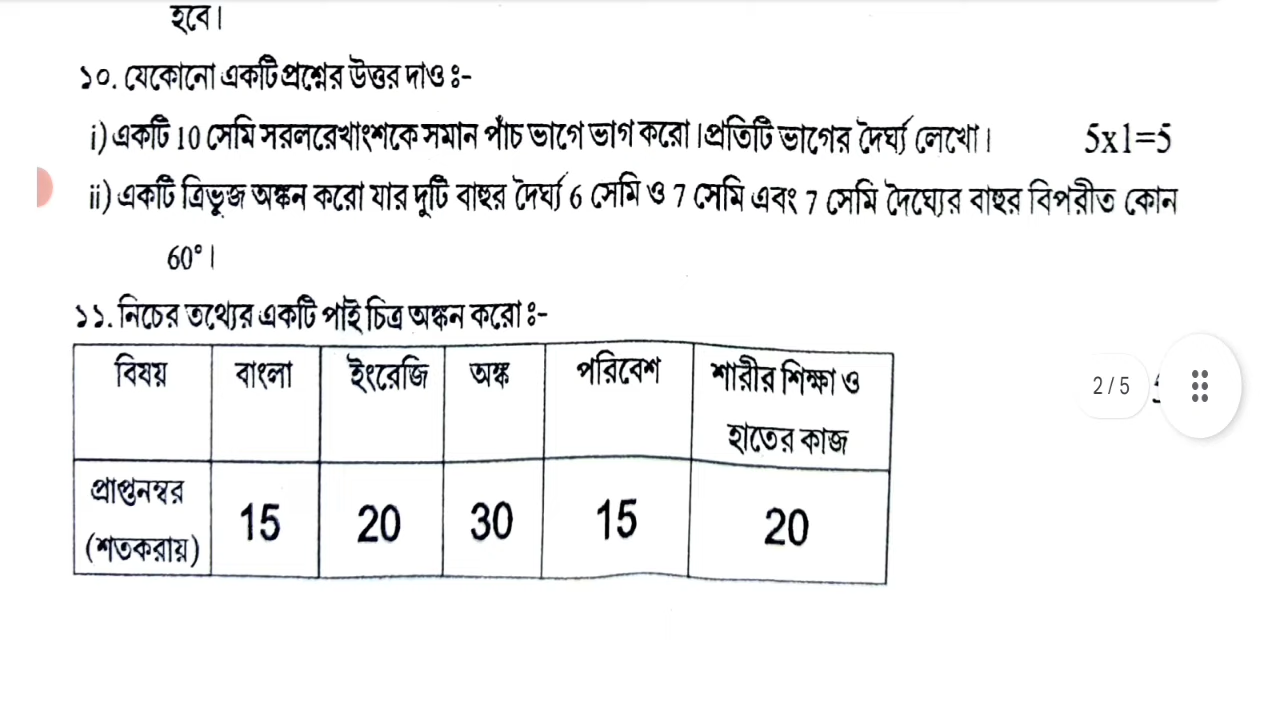 হবে।
১০. যেকোনো একটি প্রশ্নের উত্তর দাও ঃ-
i) একটি 10 সেমি সরলরেখাংশকে সমান পাঁচ ভাগে ভাগ করো। প্রতিটি ভাগের দৈর্ঘ্য লেখো। 5x1=5
ii) একটি ত্রিভুজ অঙ্কন করো যার দুটি বাহুর দৈর্ঘ্য 6 সেমি ও 7 সেমি এবং 7 সেমি দৈঘ্যের বাহুর বিপরীত কোন
60°।
১১. নিচের তথ্যের একটি পাই চিত্র অঙ্কন করো ঃ-
বিষয় বাংলা ইংরেজি অঙ্ক পরিবেশ শারীর শিক্ষা ও
হাতের কাজ
2 / 5
প্রাপ্তনম্বর
(শতকরায়) 15 20 30 15 20